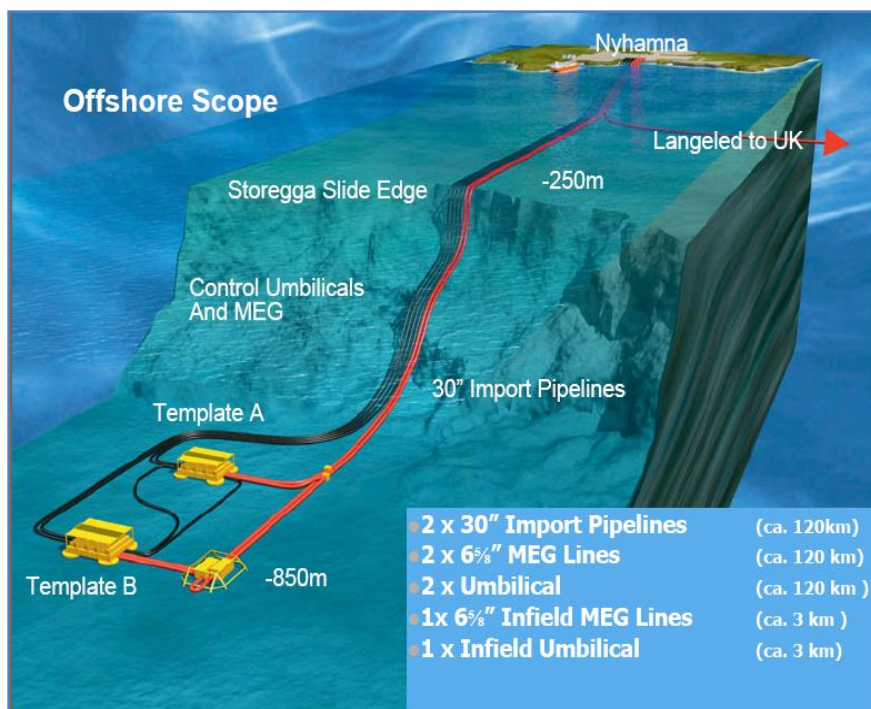 Nyhamna
Offshore Scope
Langeled to UK
Storegga Slide Edge
-250m
Control Umbilicals
And MEG
30” Import Pipelines
Template A
Template B
-850m
2 x 30” Import Pipelines (ca. 120km)
2 x 6⅝” MEG Lines (ca. 120 km)
2 x Umbilical (ca. 120 km )
1x 6⅝” Infield MEG Lines (ca. 3 km )
1 x Infield Umbilical (ca. 3 km)